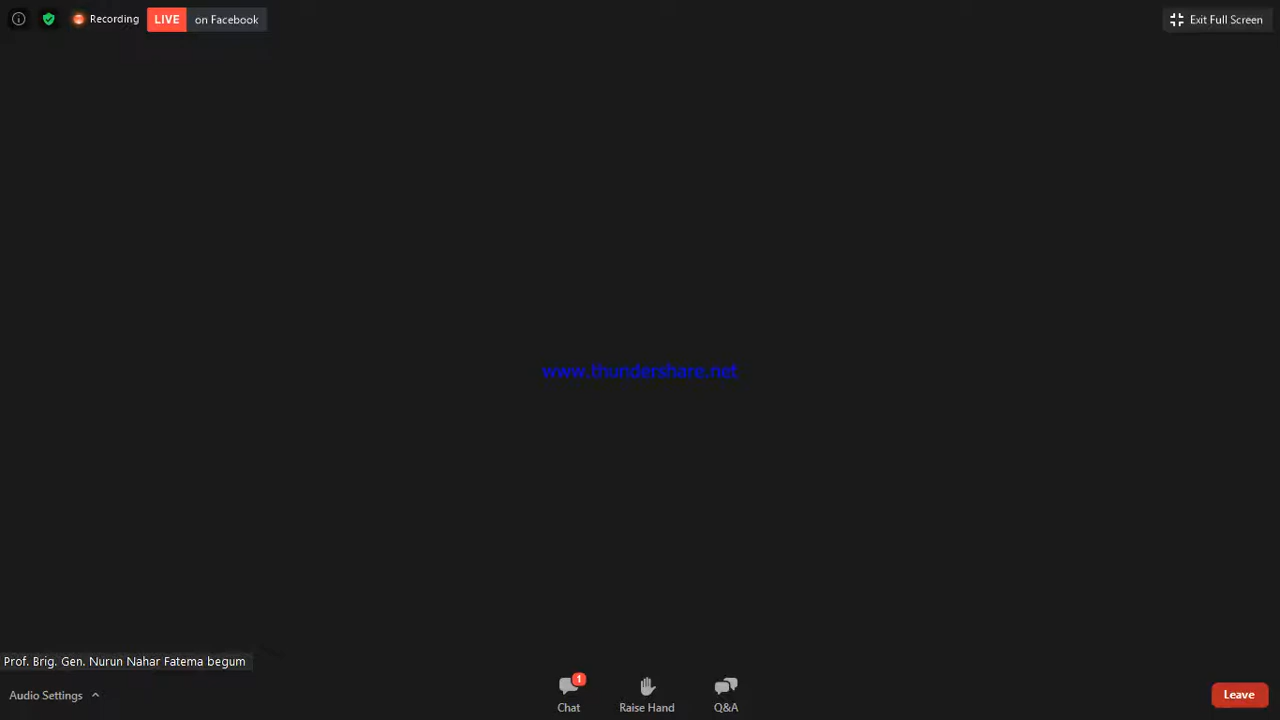 Recording LIVE on Facebook
Exit Full Screen
www.thundershare.net
Prof. Brig. Gen. Nurun Nahar Fatema begum
Audio Settings
1
Chat
Raise Hand
Q&A
Leave